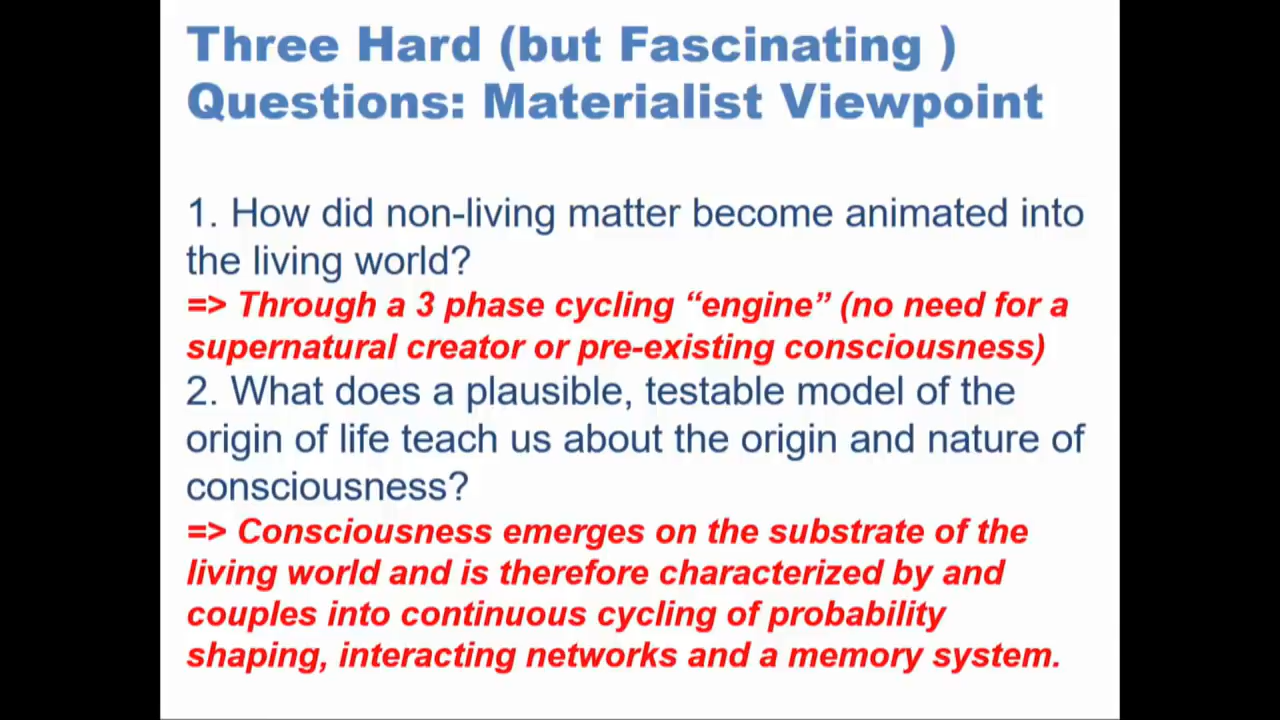 Three Hard (but Fascinating )
Questions: Materialist Viewpoint
1. How did non-living matter become animated into
the living world?
=> Through a 3 phase cycling “engine” (no need for a
supernatural creator or pre-existing consciousness)
2. What does a plausible, testable model of the
origin of life teach us about the origin and nature of
consciousness?
=> Consciousness emerges on the substrate of the
living world and is therefore characterized by and
couples into continuous cycling of probability
shaping, interacting networks and a memory system.